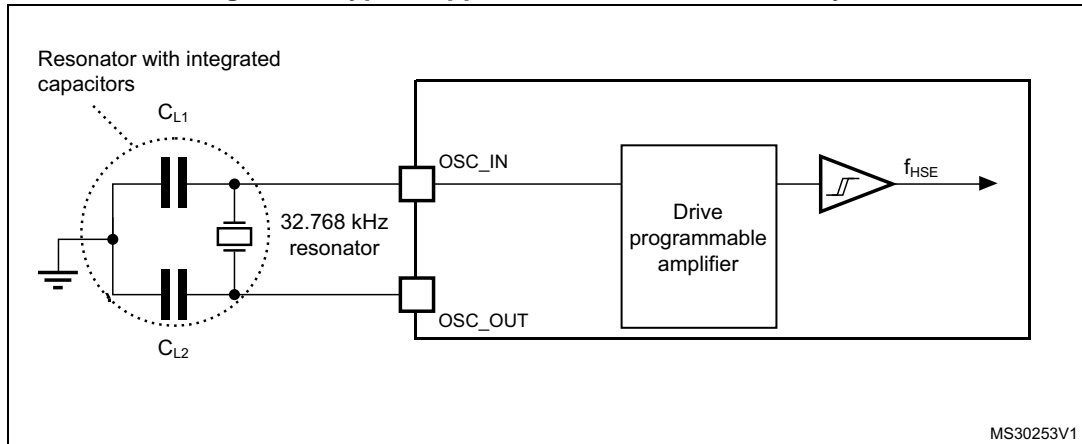 Resonator with integrated
capacitors
CL1
OSC_IN
fHSE
32.768 kHz
resonator
Drive
programmable
amplifier
OSC_OUT
CL2
MS30253V1